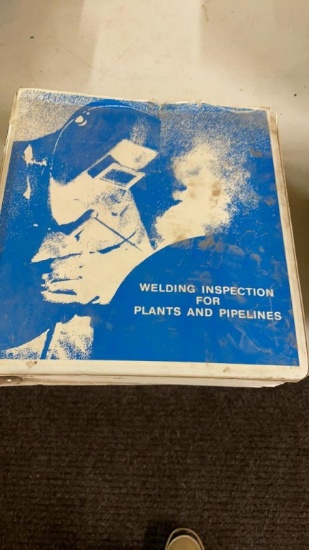 WELDING INSPECTION
FOR
PLANTS AND PIPELINES